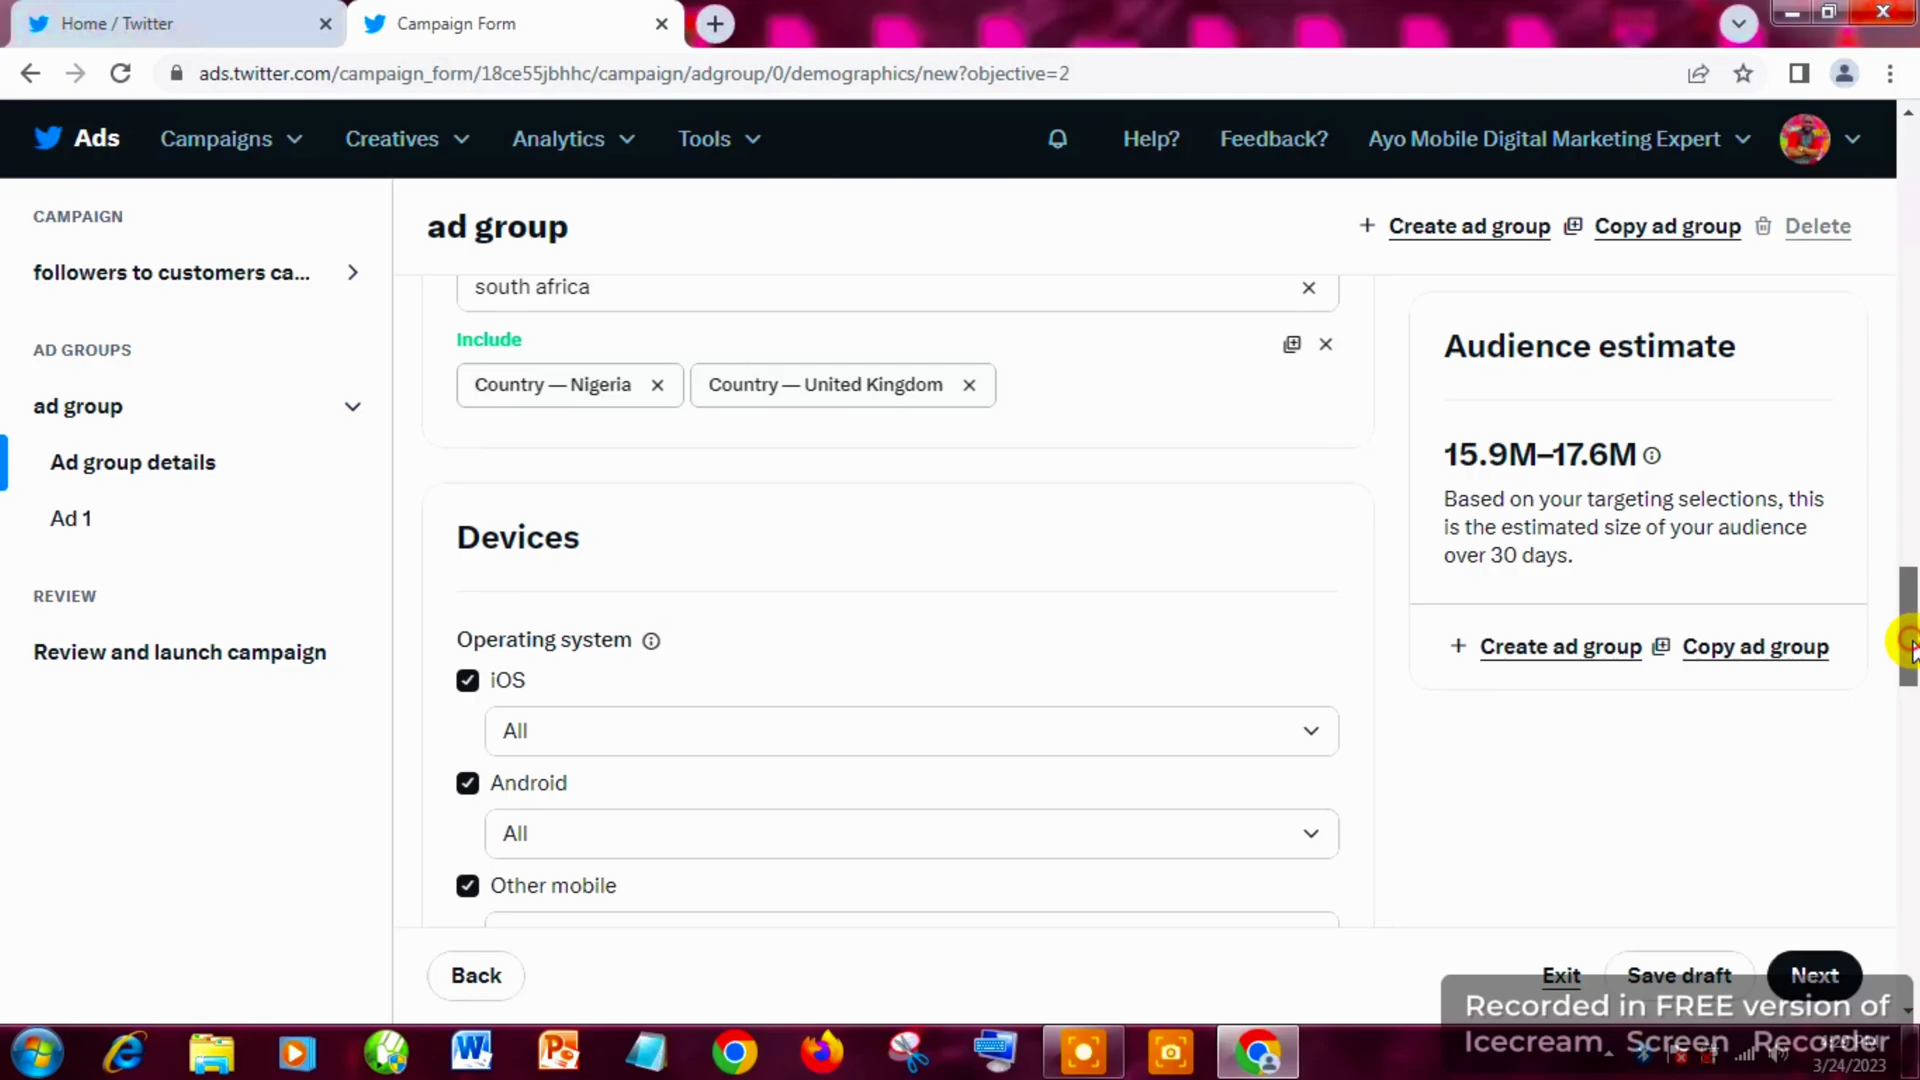 Home / Twitter
Campaign Form
ads.twitter.com/campaign_form/18ce55jbhhc/campaign/adgroup/0/demographics/new?objective=2
Ads
Campaigns
Creatives
Analytics
Tools
Help?
Feedback?
Ayo Mobile Digital Marketing Expert
CAMPAIGN
followers to customers ca...
AD GROUPS
ad group
Ad group details
Ad 1
REVIEW
Review and launch campaign
ad group
Create ad group
Copy ad group
Delete
south africa
Include
Country — Nigeria
Country — United Kingdom
Devices
Operating system
iOS
All
Android
All
Other mobile
Audience estimate
15.9M–17.6M
Based on your targeting selections, this
is the estimated size of your audience
over 30 days.
Create ad group
Copy ad group
Back
Exit
Save draft
Next
Recorded in FREE version of
Icecream Screen Recorder
3/24/2023